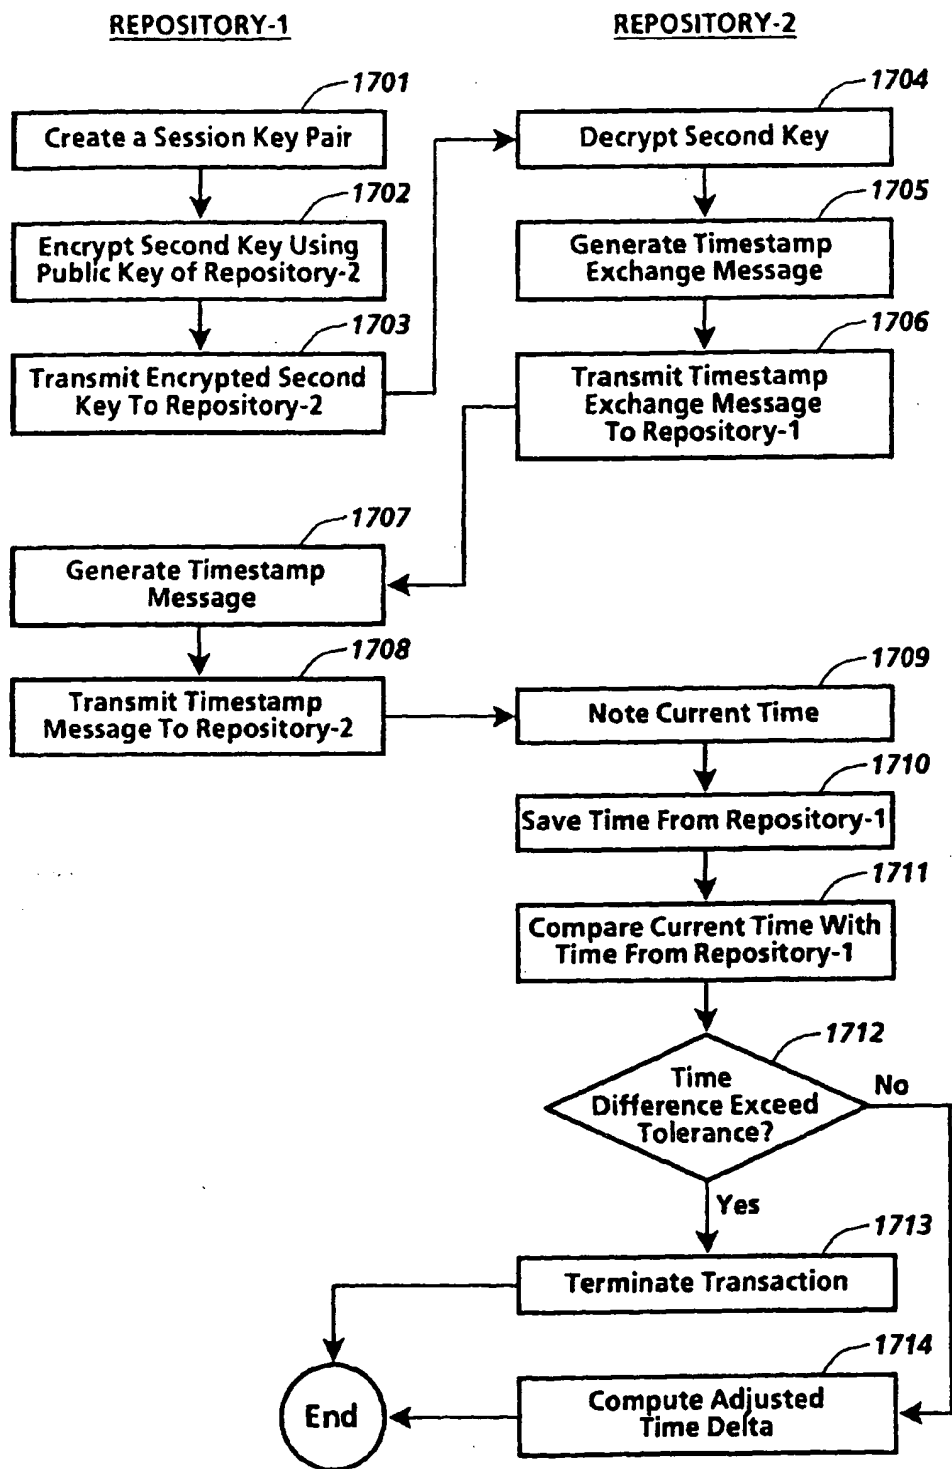 REPOSITORY-1
REPOSITORY-2
1701
Create a Session Key Pair
1702
Encrypt Second Key Using
Public Key of Repository-2
1703
Transmit Encrypted Second
Key To Repository-2
1704
Decrypt Second Key
1705
Generate Timestamp
Exchange Message
1706
Transmit Timestamp
Exchange Message
To Repository-1
1707
Generate Timestamp
Message
1708
Transmit Timestamp
Message To Repository-2
1709
Note Current Time
1710
Save Time From Repository-1
1711
Compare Current Time With
Time From Repository-1
1712
Time
Difference Exceed
Tolerance?
No
Yes
1713
Terminate Transaction
1714
Compute Adjusted
Time Delta
End